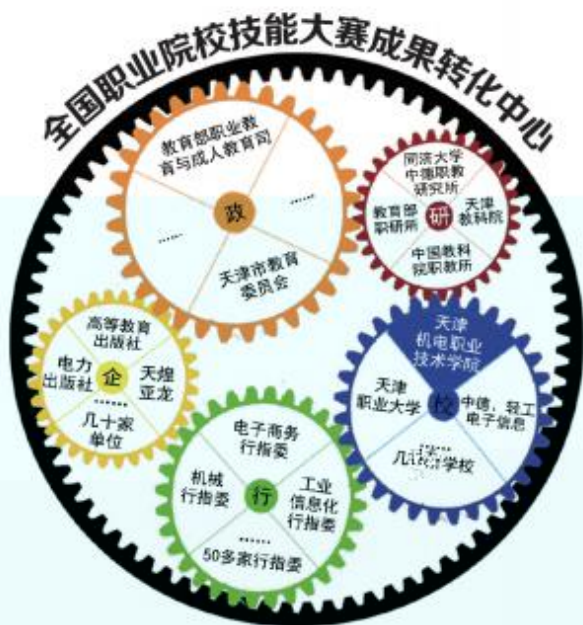 全国职业院校技能大赛成果转化中心
教育部职业教
育与成人教育司
......
政
......
天津市教育
委员会
同济大学
中德职教
研究所
教育部
职研所
研
天津
教科院
中国教科
院职教所
高等教育
出版社
电力
出版社
企
天煌
亚龙
......
几十家
单位
天津
机电职业
技术学院
天津
职业大学
校
中德、轻工
电子信息
......
电子商务
行指委
机械
行指委
行
工业
信息化
行指委
......
50多家行指委